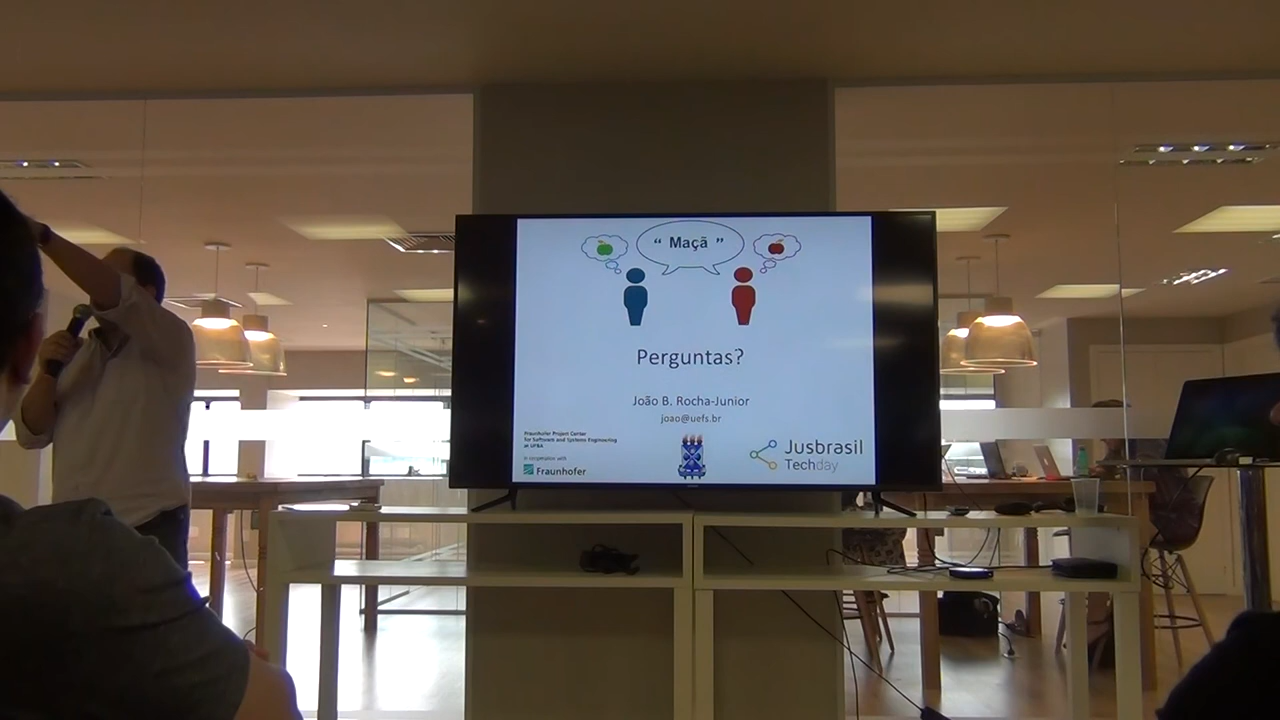 “ Maçã ”
Perguntas?
João B. Rocha-Junior
joao@uefs.br
Fraunhofer Project Center
for Software and Systems Engineering
at UFBA
in cooperation with
Fraunhofer
Jusbrasil
Techday